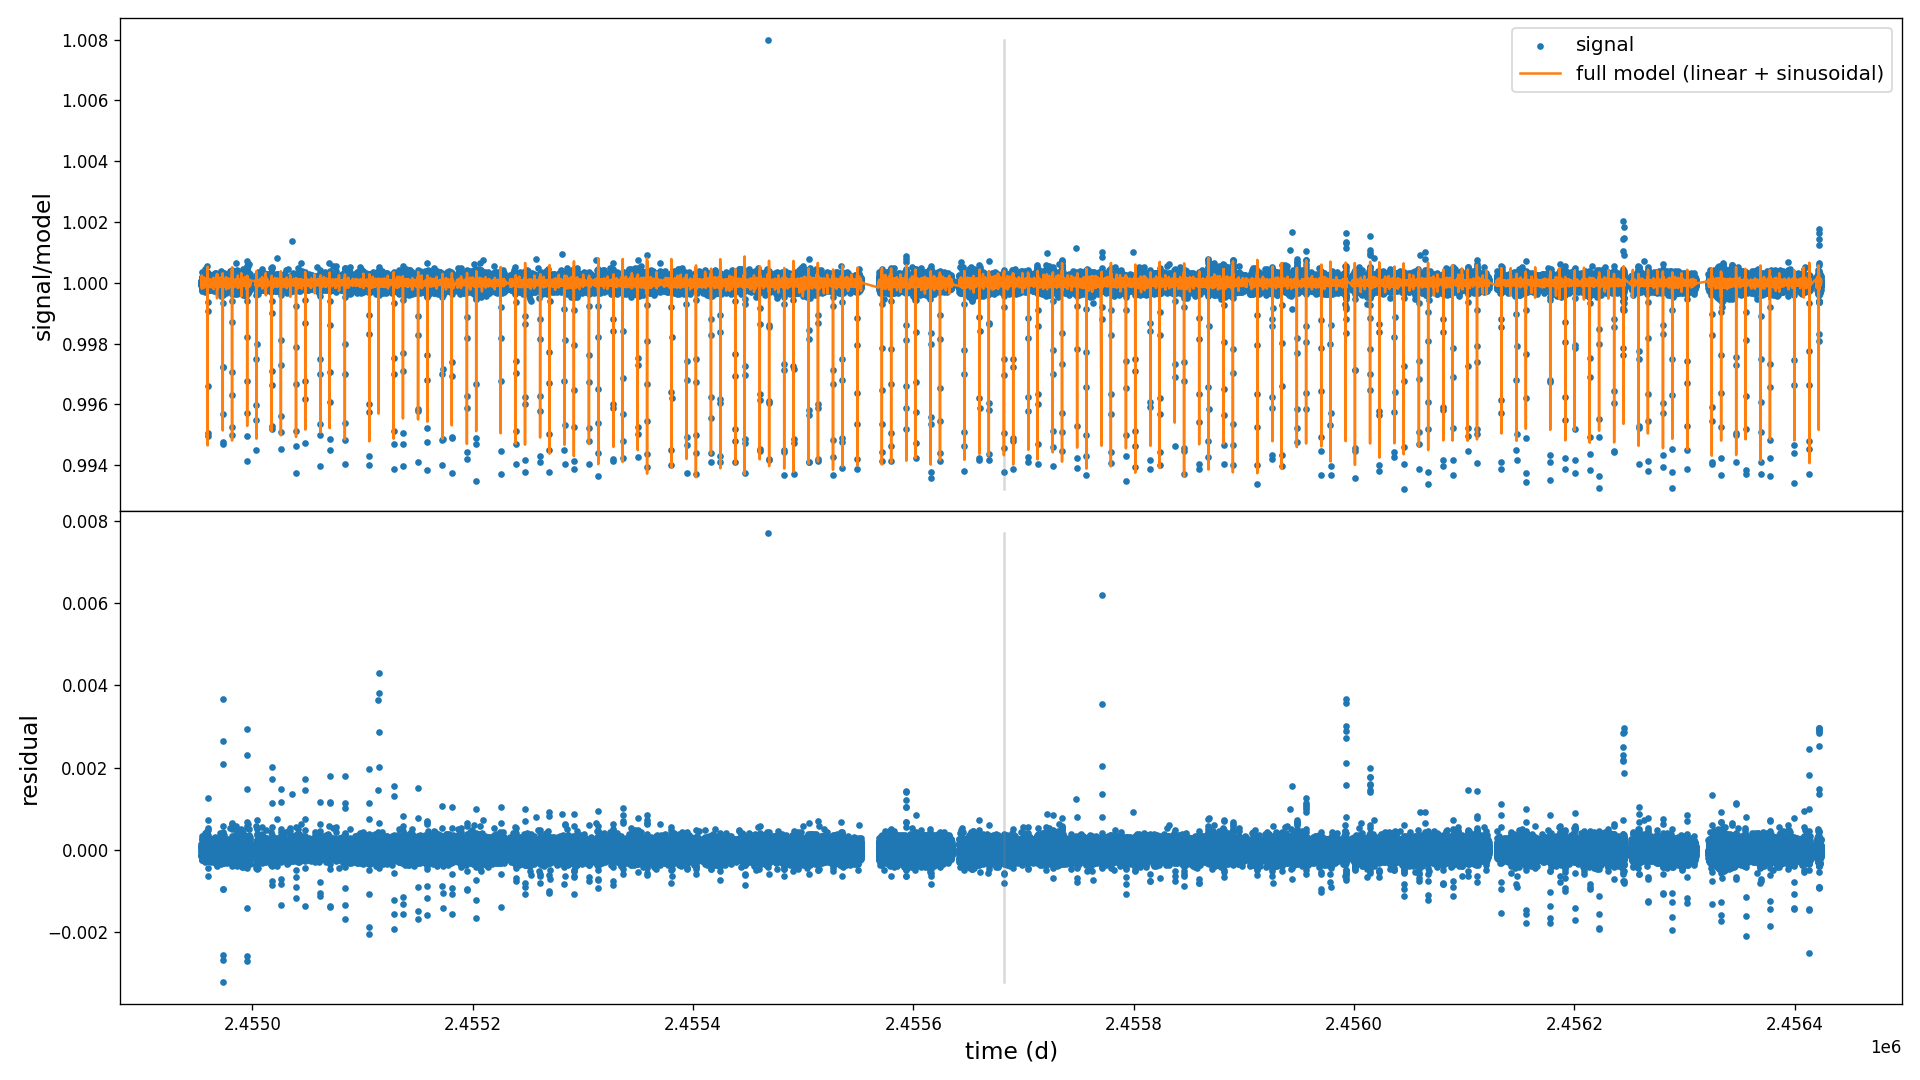 1.008
1.006
1.004
1.002
1.000
0.998
0.996
0.994
signal/model
signal
full model (linear + sinusoidal)
0.008
0.006
0.004
0.002
0.000
−0.002
residual
2.4550 2.4552 2.4554 2.4556 2.4558 2.4560 2.4562 2.4564
1e6
time (d)